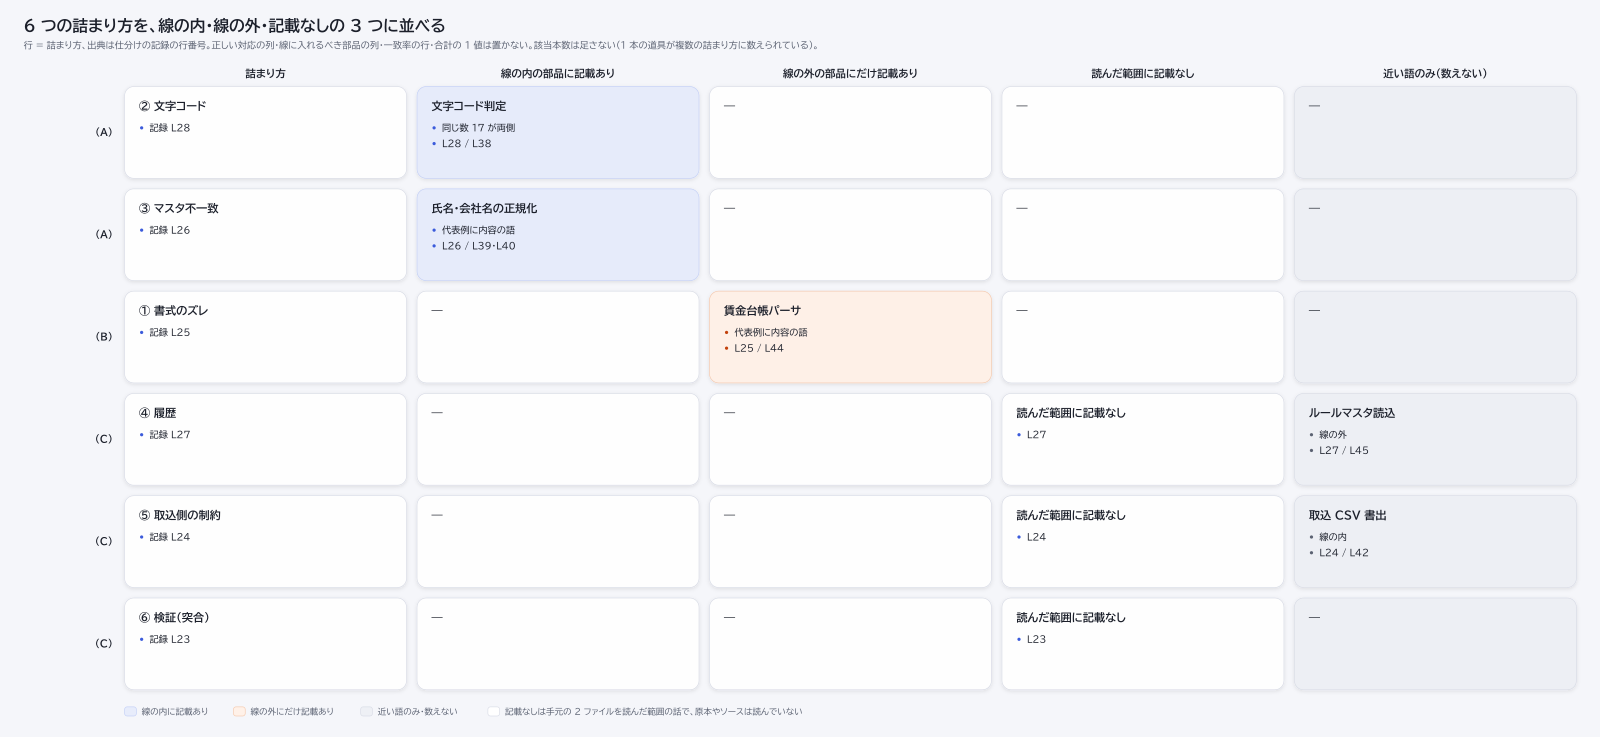 6 つの詰まり方を、線の内・線の外・記載なしの 3 つに並べる
行 = 詰まり方、出典は仕分けの記録の行番号。正しい対応の列・線に入れるべき部品の列・一致率の行・合計の 1 値は置かない。該当本数は足さない（1 本の道具が複数の詰まり方に数えられている）。
詰まり方
線の内の部品に記載あり
線の外の部品にだけ記載あり
読んだ範囲に記載なし
近い語のみ（数えない）
（A）
② 文字コード
• 記録 L28
文字コード判定
• 同じ数 17 が両側
• L28 / L38
—
—
—
（A）
③ マスタ不一致
• 記録 L26
氏名・会社名の正規化
• 代表例に内容の語
• L26 / L39・L40
—
—
—
（B）
① 書式のズレ
• 記録 L25
—
賃金台帳パーサ
• 代表例に内容の語
• L25 / L44
—
—
（C）
④ 履歴
• 記録 L27
—
—
読んだ範囲に記載なし
• L27
ルールマスタ読込
• 線の外
• L27 / L45
（C）
⑤ 取込側の制約
• 記録 L24
—
—
読んだ範囲に記載なし
• L24
取込 CSV 書出
• 線の内
• L24 / L42
（C）
⑥ 検証（突合）
• 記録 L23
—
—
読んだ範囲に記載なし
• L23
—
線の内に記載あり
線の外にだけ記載あり
近い語のみ・数えない
記載なしは手元の 2 ファイルを読んだ範囲の話で、原本やソースは読んでいない